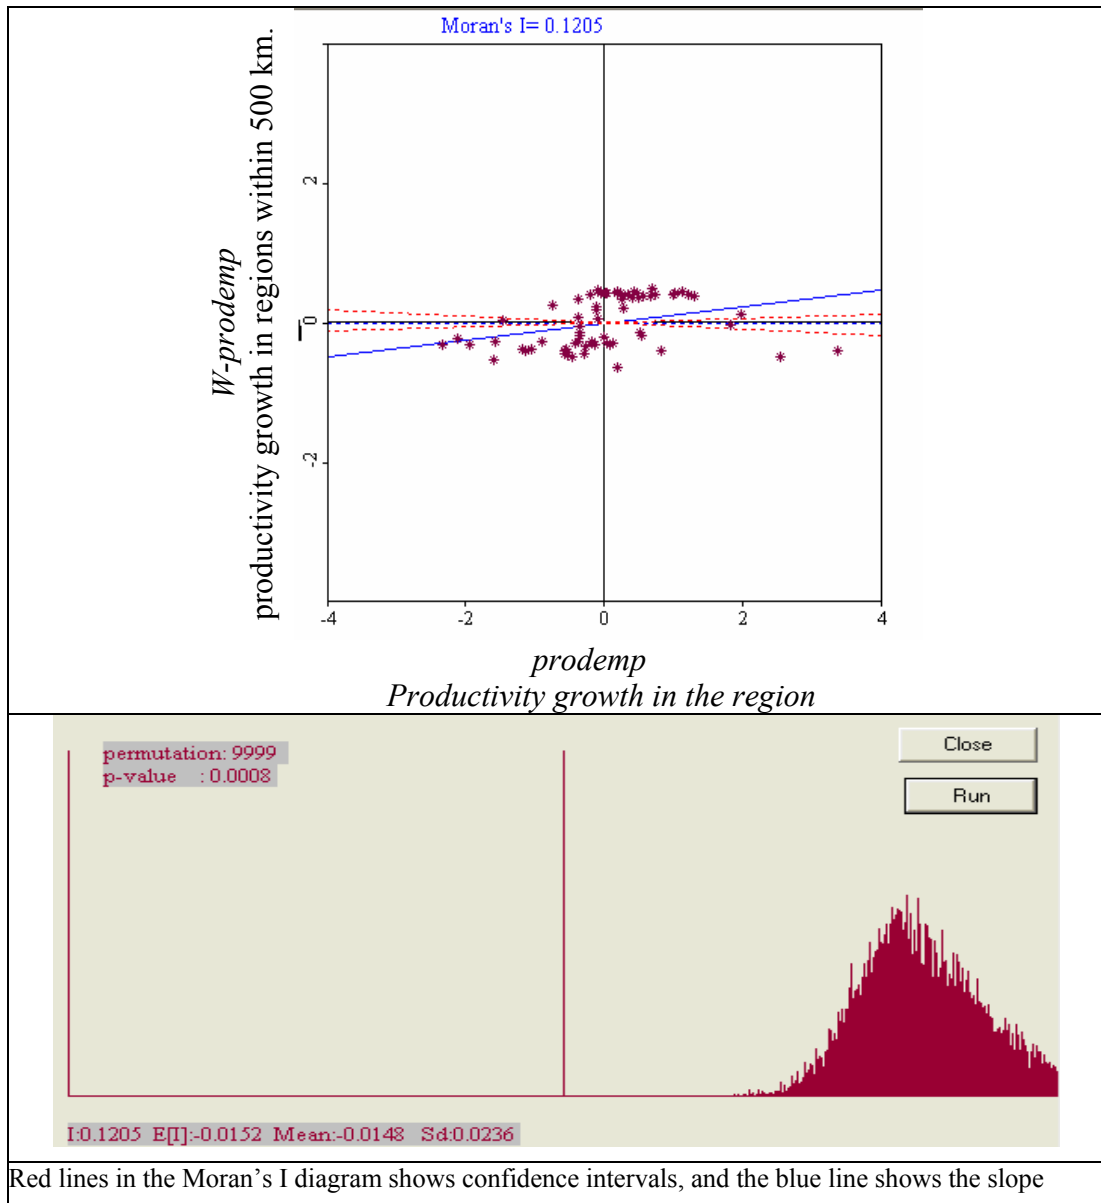 Moran's I= 0.1205
W-prodemp
productivity growth in regions within 500 km.
2
0
-2
-4 -2 0 2 4
prodemp
Productivity growth in the region
permutation: 9999
p-value : 0.0008
Close
Run
I:0.1205 E[I]:-0.0152 Mean:-0.0148 Sd:0.0236
Red lines in the Moran’s I diagram shows confidence intervals, and the blue line shows the slope